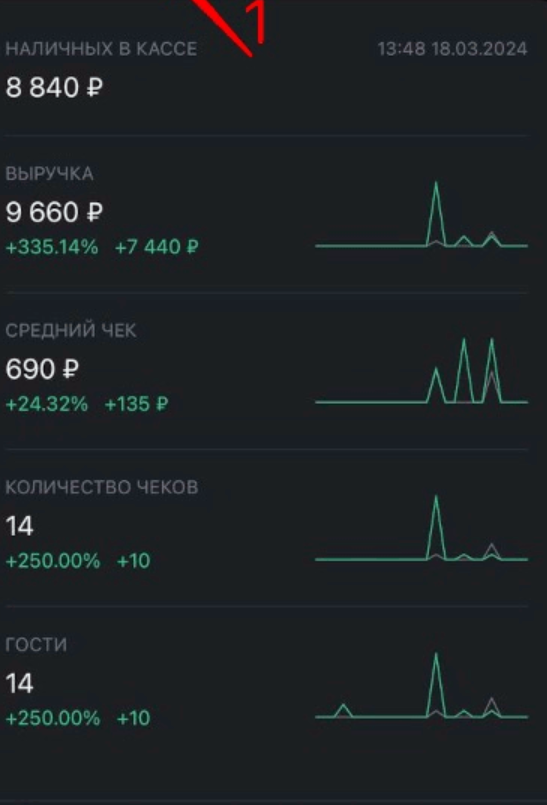 1
НАЛИЧНЫХ В КАССЕ 13:48 18.03.2024
8 840 ₽
ВЫРУЧКА
9 660 ₽
+335.14% +7 440 ₽
СРЕДНИЙ ЧЕК
690 ₽
+24.32% +135 ₽
КОЛИЧЕСТВО ЧЕКОВ
14
+250.00% +10
ГОСТИ
14
+250.00% +10